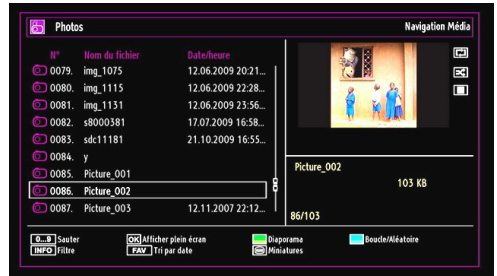 Photos
Navigation Média
N° Nom du fichier Date/heure
0079. img_1075 12.06.2009 20:21...
0080. img_1115 12.06.2009 22:28...
0081. img_1131 12.06.2009 23:56...
0082. s8000381 17.07.2009 16:58...
0083. sdc11181 21.10.2009 16:55...
0084. y
0085. Picture_001
0086. Picture_002
0087. Picture_003 12.11.2007 22:12...
Picture_002
103 KB
86/103
0...9 Sauter OK Afficher plein écran Diaporama Boucle/Aléatoire
INFO Filtre FAV Tri par date Miniatures